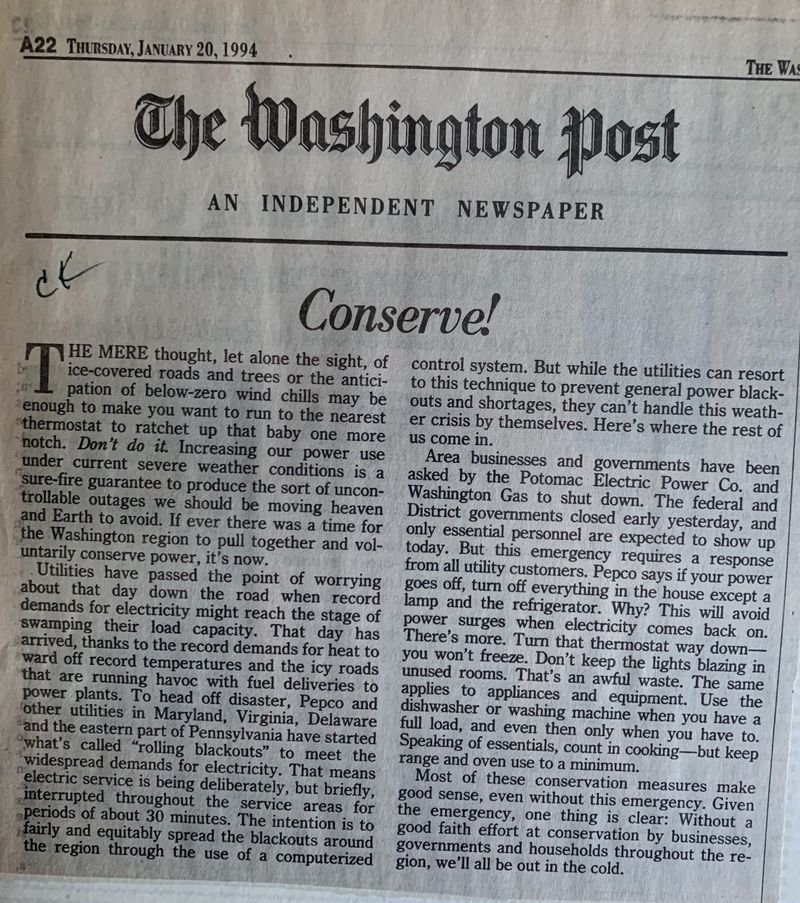 A22 THURSDAY, JANUARY 20, 1994
THE WAS
The Washington Post
AN INDEPENDENT NEWSPAPER
Conserve!
THE MERE thought, let alone the sight, of
ice-covered roads and trees or the antici-
pation of below-zero wind chills may be
enough to make you want to run to the nearest
thermostat to ratchet up that baby one more
notch. Don't do it. Increasing our power use
under current severe weather conditions is a
sure-fire guarantee to produce the sort of uncon-
trollable outages we should be moving heaven
and Earth to avoid. If ever there was a time for
the Washington region to pull together and vol-
untarily conserve power, it's now.
Utilities have passed the point of worrying
about that day down the road when record
demands for electricity might reach the stage of
swamping their load capacity. That day has
arrived, thanks to the record demands for heat to
ward off record temperatures and the icy roads
that are running havoc with fuel deliveries to
power plants. To head off disaster, Pepco and
other utilities in Maryland, Virginia, Delaware
and the eastern part of Pennsylvania have started
what's called "rolling blackouts" to meet the
widespread demands for electricity. That means
electric service is being deliberately, but briefly,
interrupted throughout the service areas for
periods of about 30 minutes. The intention is to
fairly and equitably spread the blackouts around
the region through the use of a computerized
control system. But while the utilities can resort
to this technique to prevent general power black-
outs and shortages, they can't handle this weath-
er crisis by themselves. Here's where the rest of
us come in.
Area businesses and governments have been
asked by the Potomac Electric Power Co. and
Washington Gas to shut down. The federal and
District governments closed early yesterday, and
only essential personnel are expected to show up
today. But this emergency requires a response
from all utility customers. Pepco says if your power
goes off, turn off everything in the house except a
lamp and the refrigerator. Why? This will avoid
power surges when electricity comes back on.
There's more. Turn that thermostat way down—
you won't freeze. Don't keep the lights blazing in
unused rooms. That's an awful waste. The same
applies to appliances and equipment. Use the
dishwasher or washing machine when you have a
full load, and even then only when you have to.
Speaking of essentials, count in cooking—but keep
range and oven use to a minimum.
Most of these conservation measures make
good sense, even without this emergency. Given
the emergency, one thing is clear: Without a
good faith effort at conservation by businesses,
governments and households throughout the re-
gion, we'll all be out in the cold.